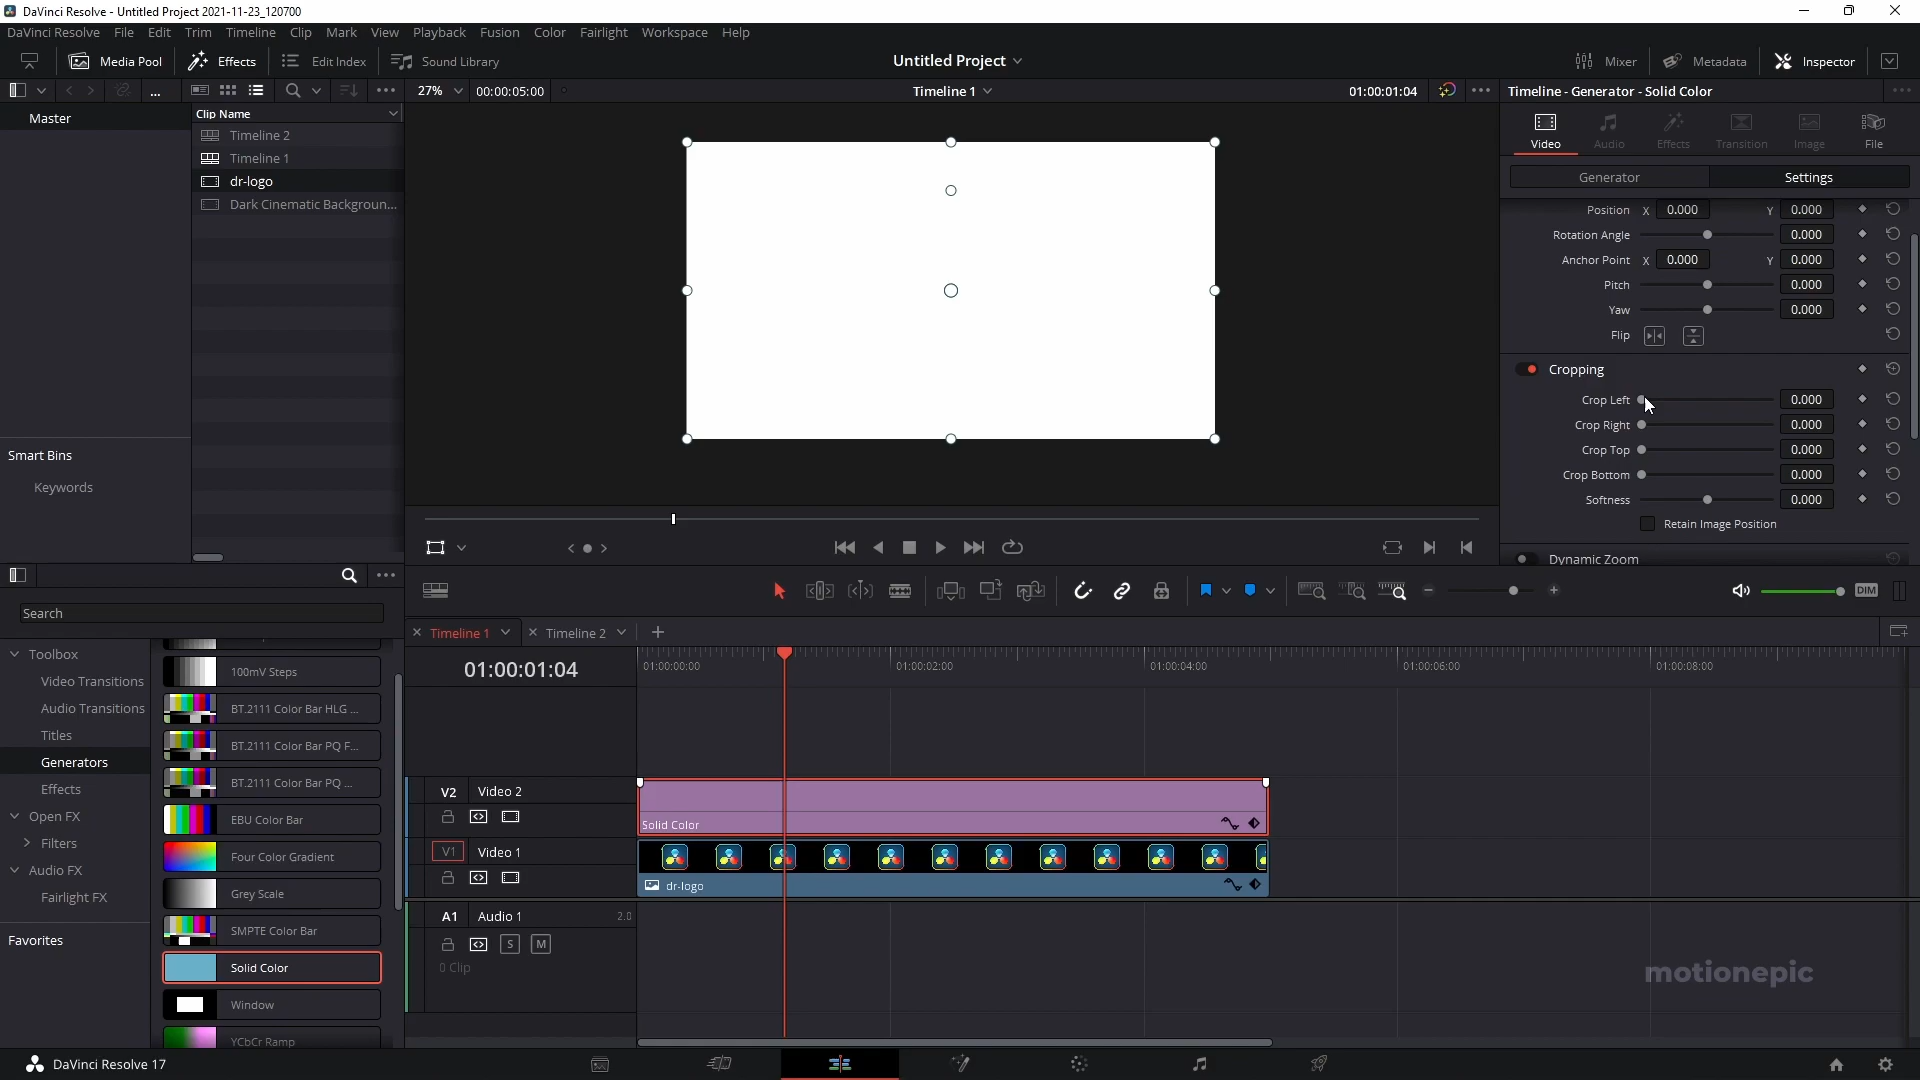 DaVinci Resolve - Untitled Project 2021-11-23_120700
DaVinci Resolve File Edit Trim Timeline Clip Mark View Playback Fusion Color Fairlight Workspace Help
Media Pool Effects Edit Index Sound Library Untitled Project Mixer Metadata Inspector
27% 00:00:05:00 Timeline 1 01:00:01:04 Timeline - Generator - Solid Color
Master
Clip Name
Timeline 2
Timeline 1
dr-logo
Dark Cinematic Backgroun...
Video Audio Effects Transition Image File
Generator Settings
Position X 0.000 Y 0.000
Rotation Angle 0.000
Anchor Point X 0.000 Y 0.000
Pitch 0.000
Yaw 0.000
Flip
Cropping
Crop Left 0.000
Crop Right 0.000
Crop Top 0.000
Crop Bottom 0.000
Softness 0.000
Retain Image Position
Dynamic Zoom
Smart Bins
Keywords
DIM
Search
Toolbox
Video Transitions
Audio Transitions
Titles
Generators
Effects
Open FX
Filters
Audio FX
Fairlight FX
Favorites
100mV Steps
BT.2111 Color Bar HLG ...
BT.2111 Color Bar PQ F...
BT.2111 Color Bar PQ ...
EBU Color Bar
Four Color Gradient
Grey Scale
SMPTE Color Bar
Solid Color
Window
YCbCr Ramp
Timeline 1 Timeline 2
01:00:01:04 01:00:00:00 01:00:02:00 01:00:04:00 01:00:06:00 01:00:08:00
V2 Video 2
Solid Color
V1 Video 1
dr-logo
A1 Audio 1 2.0
S M
0 Clip
motionepic
DaVinci Resolve 17